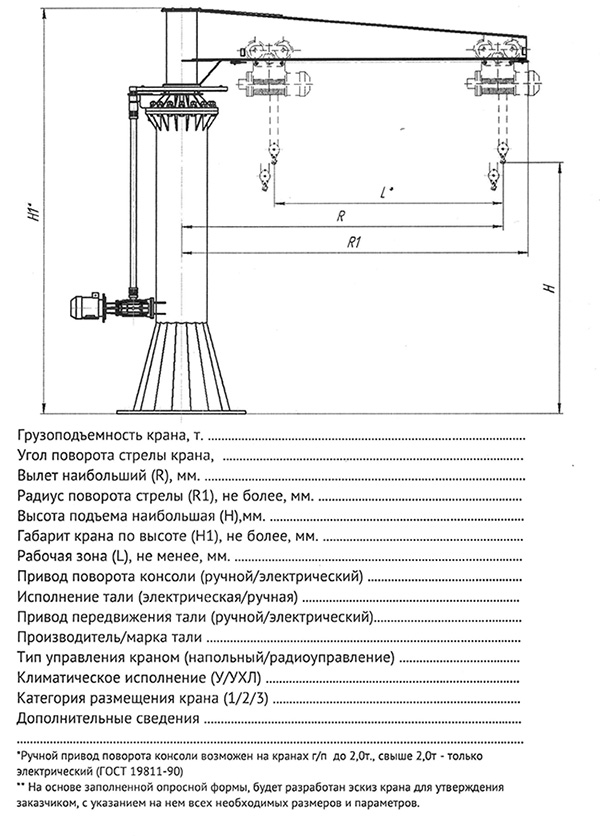 H1*
L*
R
R1
H
Грузоподъемность крана, т. ........................................................................
Угол поворота стрелы крана, ....................................................................
Вылет наибольший (R), мм. .........................................................................
Радиус поворота стрелы (R1), не более, мм. ..............................................
Высота подъема наибольшая (Н),мм. .........................................................
Габарит крана по высоте (Н1), не более, мм. .............................................
Рабочая зона (L), не менее, мм. ..................................................................
Привод поворота консоли (ручной/электрический) ...................................
Исполнение тали (электрическая/ручная) ..................................................
Привод передвижения тали (ручной/электрический)..................................
Производитель/марка тали ........................................................................
Тип управления краном (напольный/радиоуправление) ............................
Климатическое исполнение (У/УХЛ) ..........................................................
Категория размещения крана (1/2/3) .........................................................
Дополнительные сведения ........................................................................
....................................................................................................................
*Ручной привод поворота консоли возможен на кранах г/п до 2,0т., свыше 2,0т - только
электрический (ГОСТ 19811-90)
** На основе заполненной опросной формы, будет разработан эскиз крана для утверждения
заказчиком, с указанием на нем всех необходимых размеров и параметров.